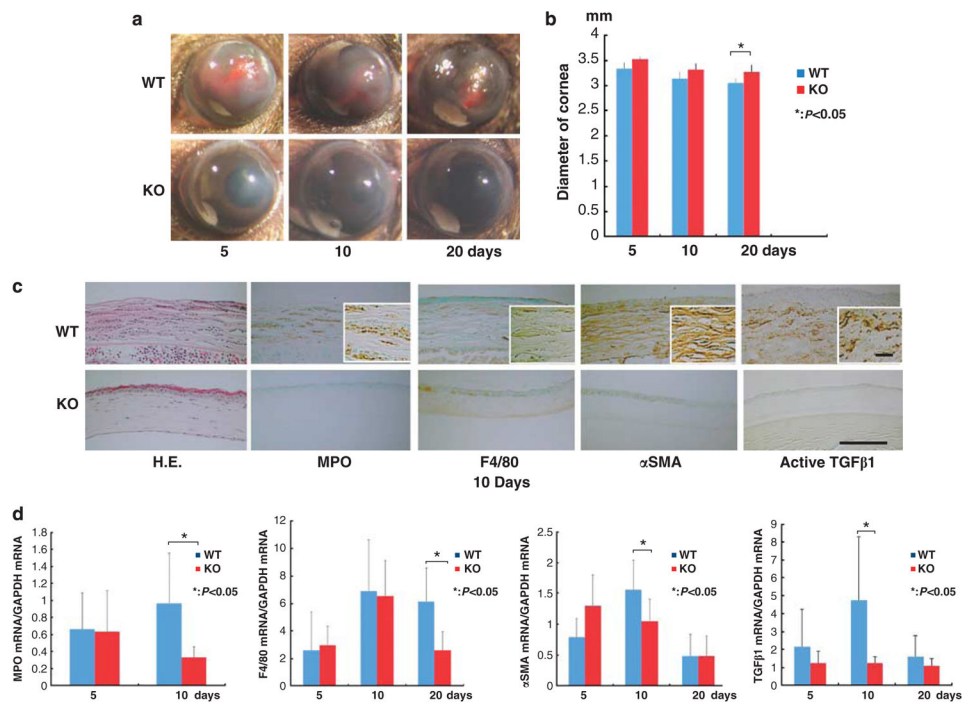 a
WT
KO
5 10 20 days
b
mm
Diameter of cornea
4
3.5
3
3.5
2
1.5
1
0.5
0
5 10 20 days
WT
KO
*:P<0.05
*
c
WT
KO
H.E. MPO F4/80 αSMA Active TGFβ1
10 Days
d
MPO mRNA/GAPDH mRNA
1.8
1.6
1.4
1.2
1
0.8
0.6
0.4
0.2
0
5 10 days
*
WT
KO
*:P<0.05
F4/80 mRNA/GAPDH mRNA
12
10
8
6
4
2
0
5 10 20 days
*
WT
KO
*:P<0.05
αSMA mRNA/GAPDH mRNA
2.5
2
1.5
1
0.5
0
5 10 20 days
*
WT
KO
*:P<0.05
TGFβ1 mRNA/GAPDH mRNA
9
8
7
6
5
4
3
2
1
0
5 10 20 days
*
WT
KO
*:P<0.05